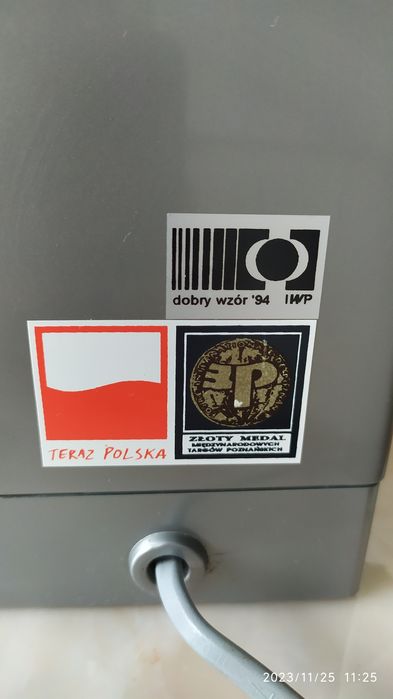 dobry wzór '94 IWP
TERAZ POLSKA
ZŁOTY MEDAL
MIĘDZYNARODOWYCH
TARGÓW POZNAŃSKICH
2023/11/25 11:25